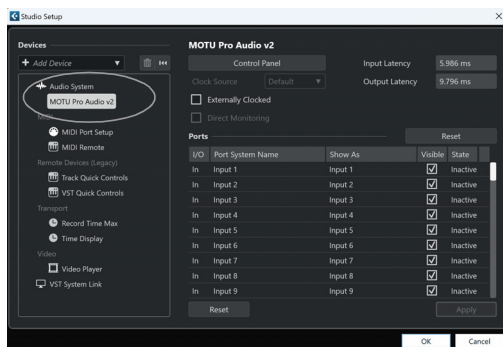 Studio Setup
Devices
+ Add Device
Audio System
MOTU Pro Audio v2
MIDI
MIDI Port Setup
MIDI Remote
Remote Devices (Legacy)
Track Quick Controls
VST Quick Controls
Transport
Record Time Max
Time Display
Video
Video Player
VST System Link
MOTU Pro Audio v2
Control Panel
Input Latency 5.986 ms
Clock Source Default
Output Latency 9.796 ms
Externally Clocked
Direct Monitoring
Ports Reset
I/O Port System Name Show As Visible State
In Input 1 Input 1 Inactive
In Input 2 Input 2 Inactive
In Input 3 Input 3 Inactive
In Input 4 Input 4 Inactive
In Input 5 Input 5 Inactive
In Input 6 Input 6 Inactive
In Input 7 Input 7 Inactive
In Input 8 Input 8 Inactive
In Input 9 Input 9 Inactive
Reset Apply
OK Cancel